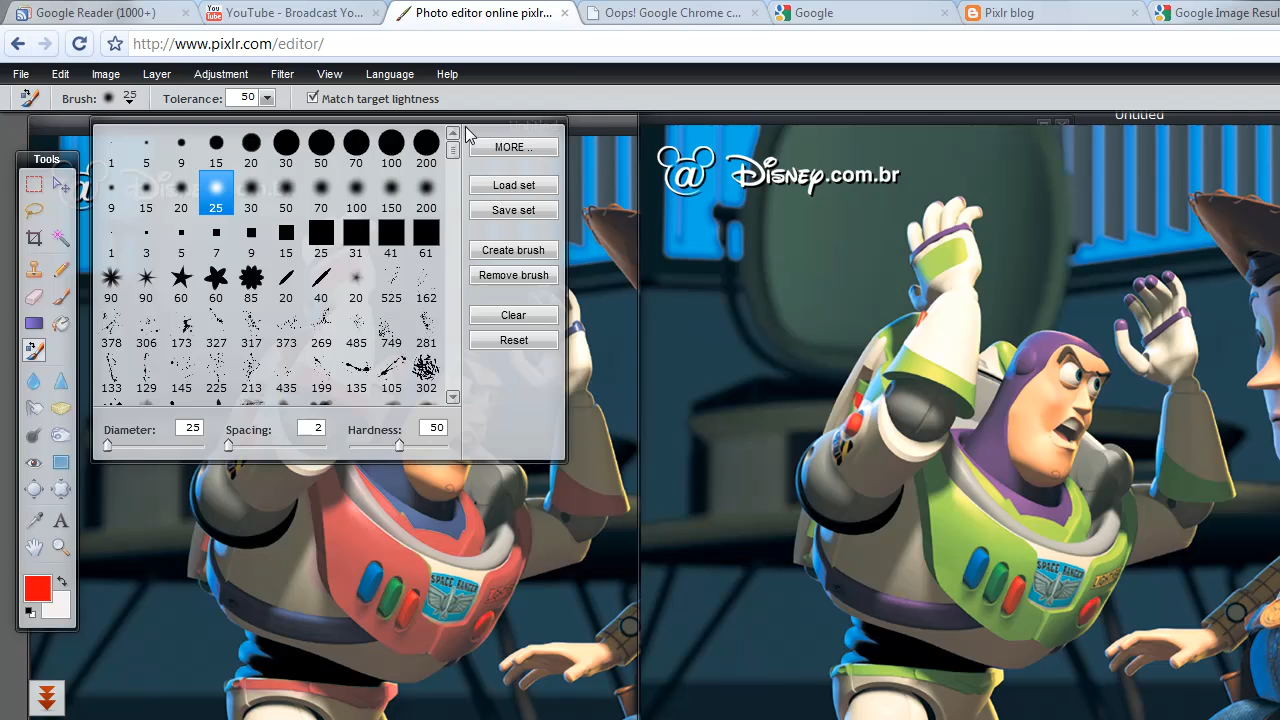 Google Reader (1000+)
YouTube - Broadcast Yo...
Photo editor online pixlr...
Oops! Google Chrome c...
Google
Pixlr blog
Google Image Result
http://www.pixlr.com/editor/
File Edit Image Layer Adjustment Filter View Language Help
Brush: 25 Tolerance: 50 Match target lightness
Untitled
Tools
1 5 9 15 20 30 50 70 100 200
9 15 20 25 30 50 70 100 150 200
1 3 5 7 9 15 25 31 41 61
90 90 60 60 85 20 40 20 525 162
378 306 173 327 317 373 269 485 749 281
133 129 145 225 213 435 199 135 105 302
MORE ..
Load set
Save set
Create brush
Remove brush
Clear
Reset
Diameter: 25 Spacing: 2 Hardness: 50
@ Disney.com.br
SPACE RANGER
SPACE RANGER
A